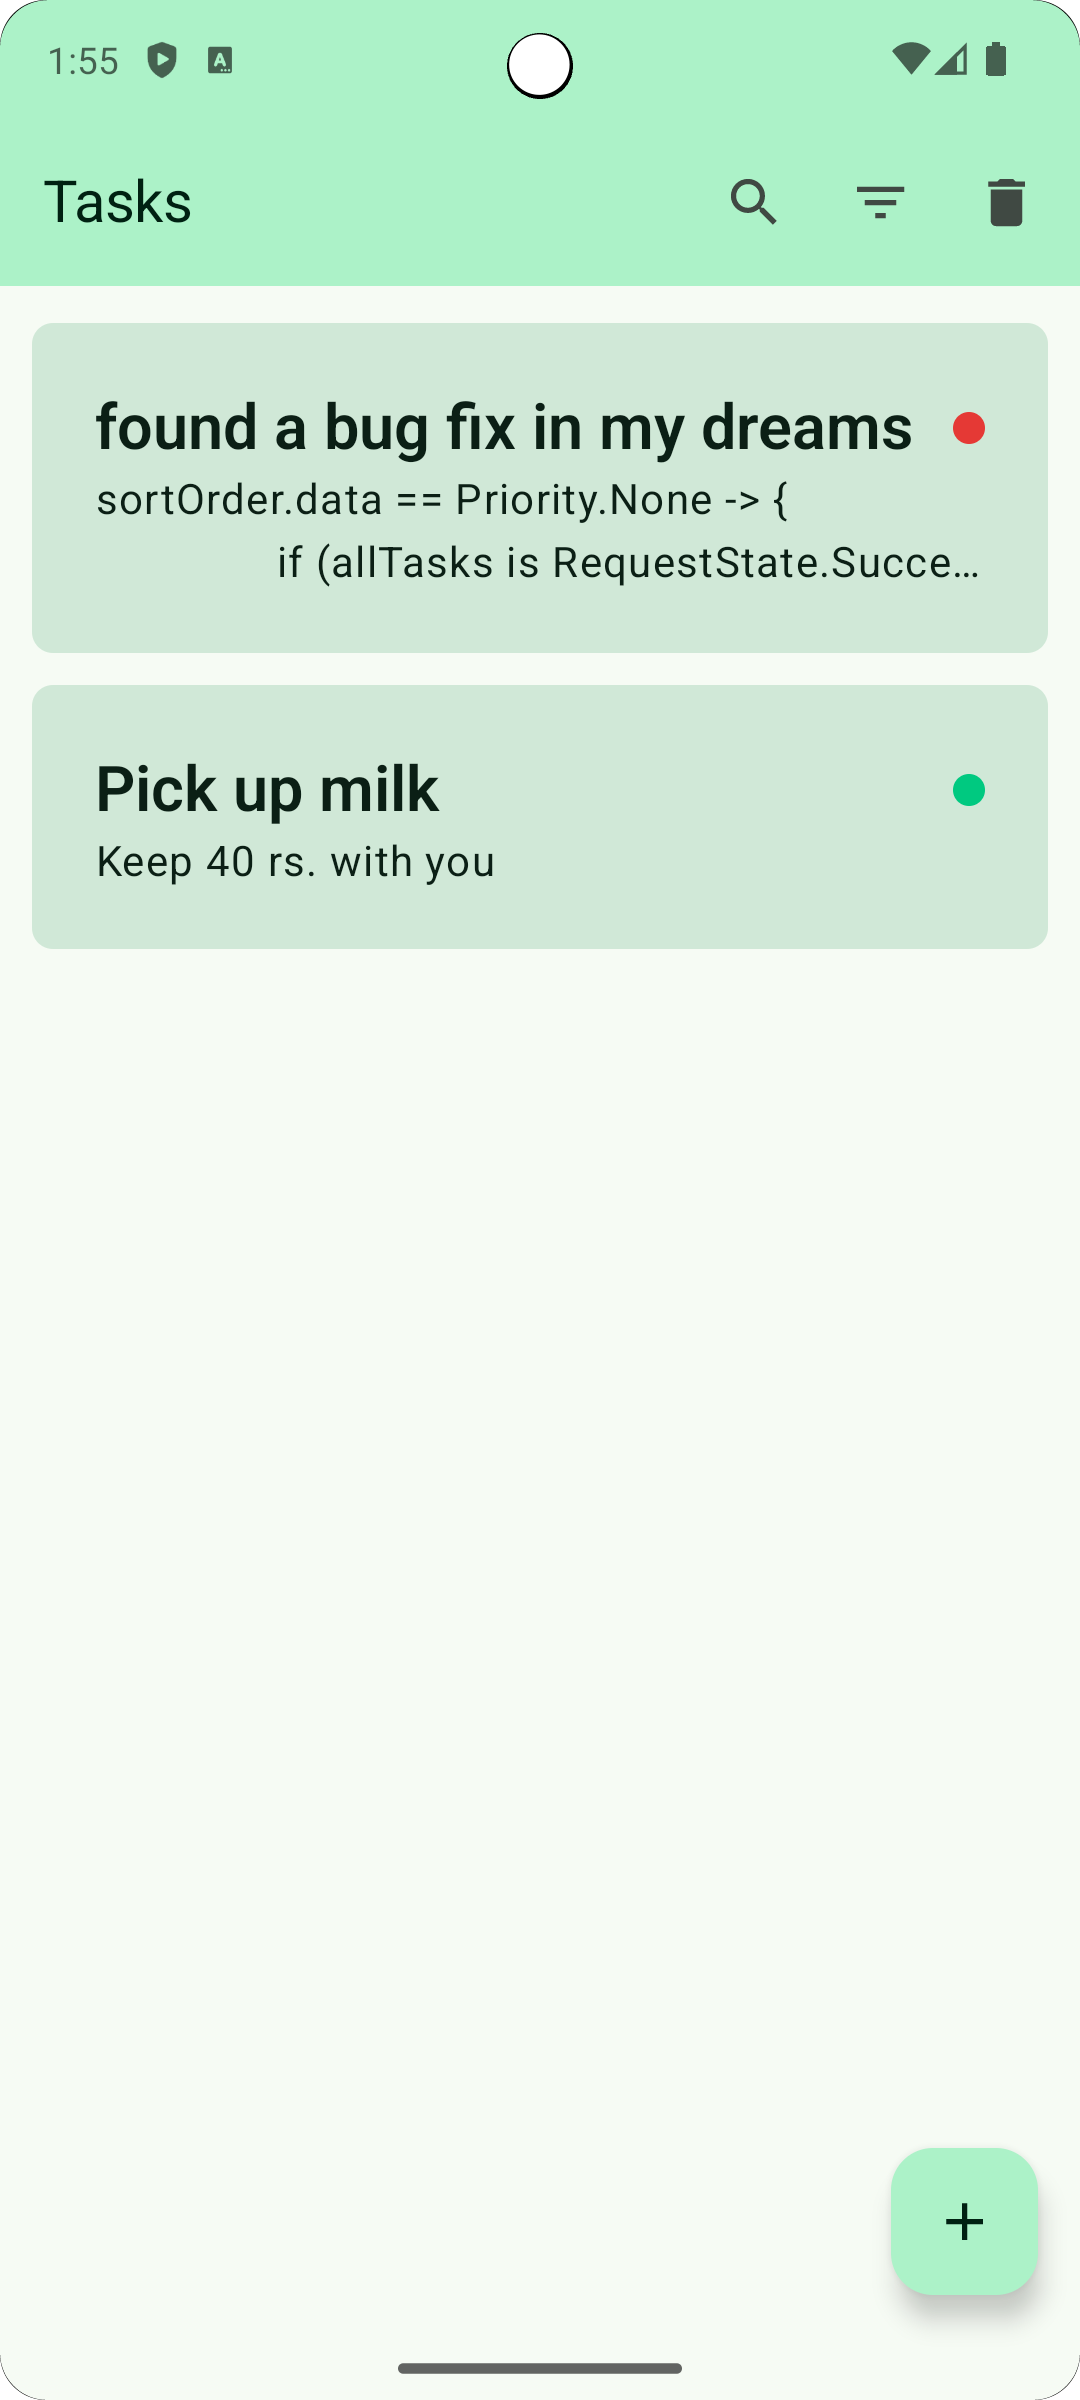 1:55
Tasks
found a bug fix in my dreams
sortOrder.data == Priority.None -> {
if (allTasks is RequestState.Succe…
Pick up milk
Keep 40 rs. with you